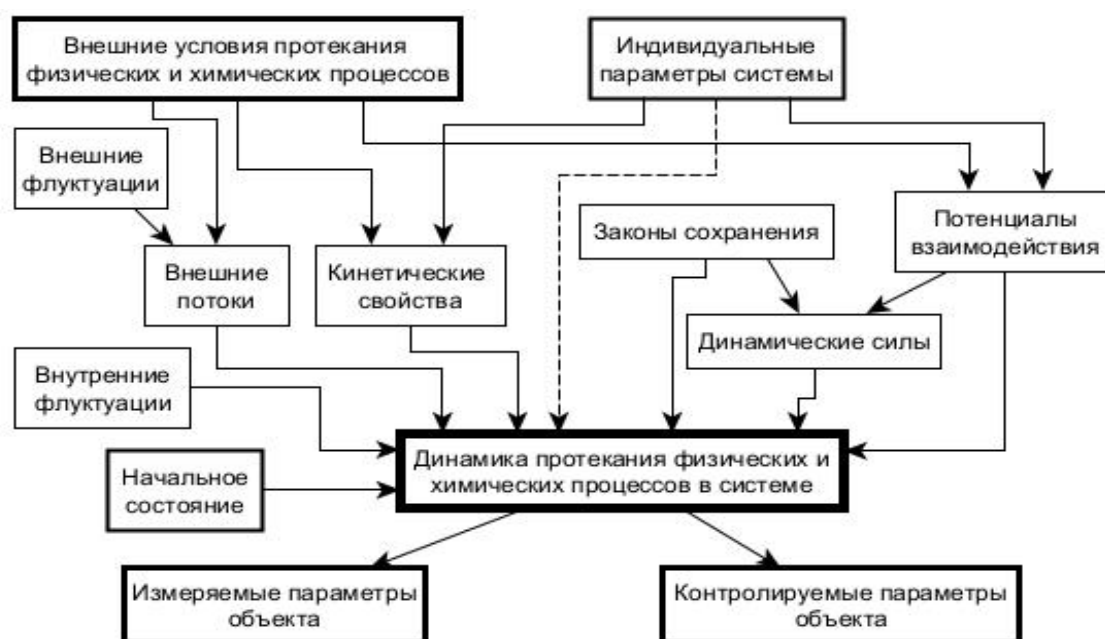 Внешние условия протекания
физических и химических процессов
Индивидуальные
параметры системы
Внешние
флуктуации
Законы сохранения
Потенциалы
взаимодействия
Внешние
потоки
Кинетические
свойства
Динамические силы
Внутренние
флуктуации
Динамика протекания физических и
химических процессов в системе
Начальное
состояние
Измеряемые параметры
объекта
Контролируемые параметры
объекта